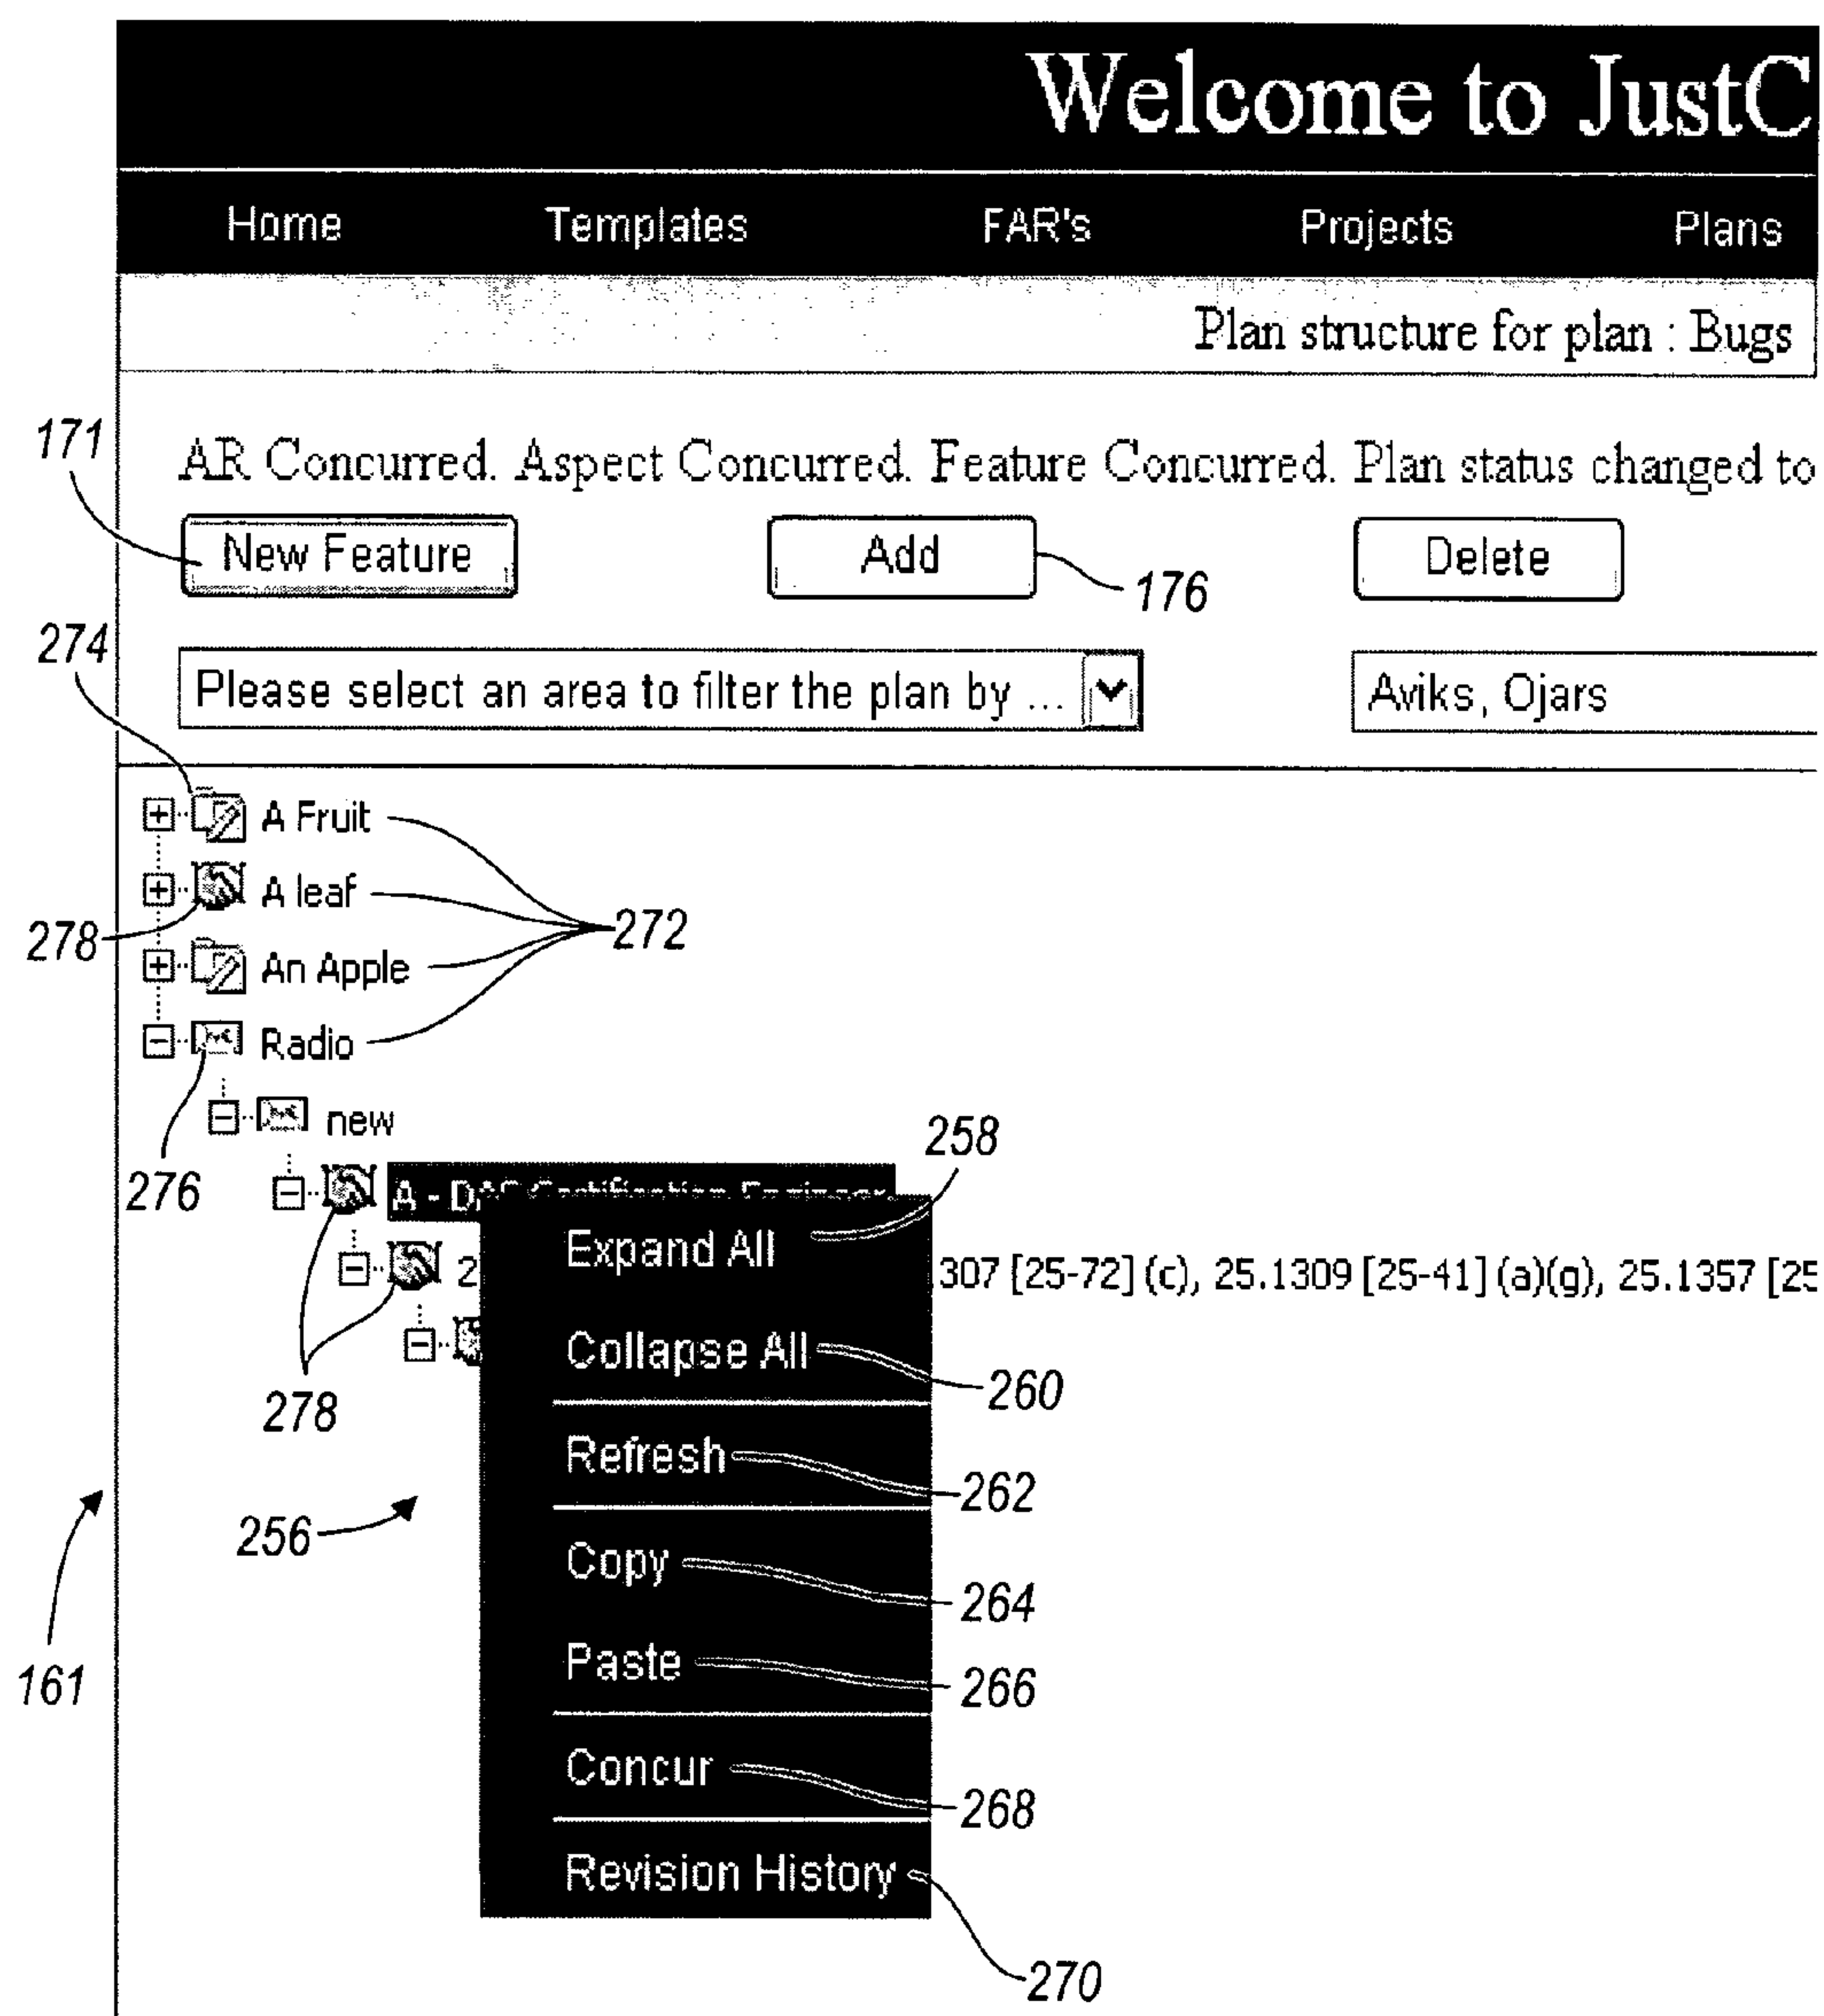 Welcome to JustC
Home Templates FAR's Projects Plans
Plan structure for plan : Bugs
171
AR Concurred. Aspect Concurred. Feature Concurred. Plan status changed to
New Feature Add Delete
176
274
Please select an area to filter the plan by ... Aviks, Ojars
A Fruit
A leaf
278 272
An Apple
Radio
new
258
276
A - Certification Engineer
Expand All
2 307 [25-72] (c), 25.1309 [25-41] (a)(g), 25.1357 [25
Collapse All
278 260
Refresh
262
256
Copy
264
161 Paste
266
Concur
268
Revision History
270